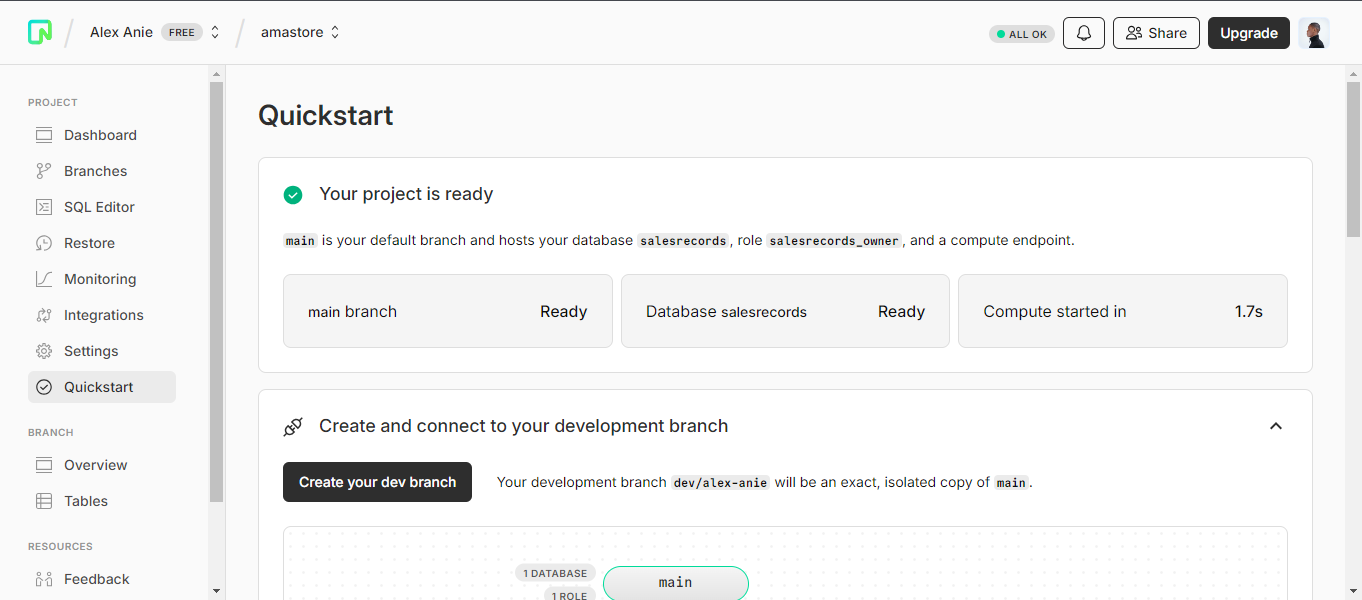 Alex Anie FREE amastore ALL OK Share Upgrade
PROJECT
Dashboard
Branches
SQL Editor
Restore
Monitoring
Integrations
Settings
Quickstart
BRANCH
Overview
Tables
RESOURCES
Feedback
Quickstart
Your project is ready
main is your default branch and hosts your database salesrecords, role salesrecords_owner, and a compute endpoint.
main branch Ready
Database salesrecords Ready
Compute started in 1.7s
Create and connect to your development branch
Create your dev branch
Your development branch dev/alex-anie will be an exact, isolated copy of main.
1 DATABASE
1 ROLE
main